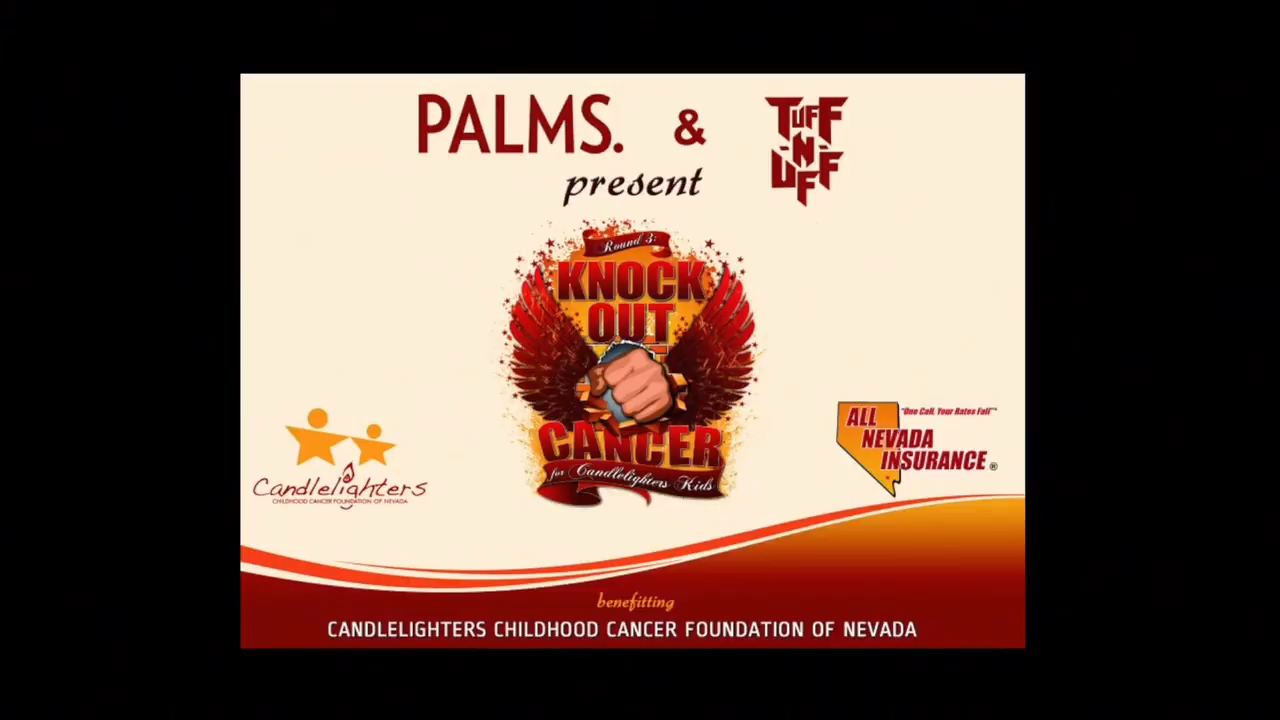 PALMS. &
TUFF
-N-
UFF
present
Round 3:
KNOCK
OUT
CANCER
for Candlelighters Kids
Candlelighters
CHILDHOOD CANCER FOUNDATION OF NEVADA
"One Call, Your Rates Fall"™
ALL
NEVADA
INSURANCE®
benefitting
CANDLELIGHTERS CHILDHOOD CANCER FOUNDATION OF NEVADA